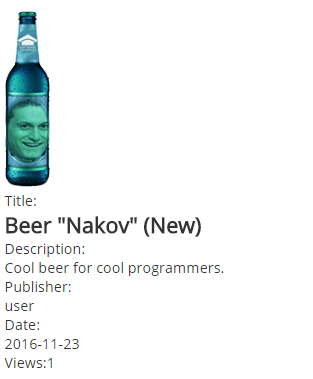 Title:
Beer "Nakov" (New)
Description:
Cool beer for cool programmers.
Publisher:
user
Date:
2016-11-23
Views:1